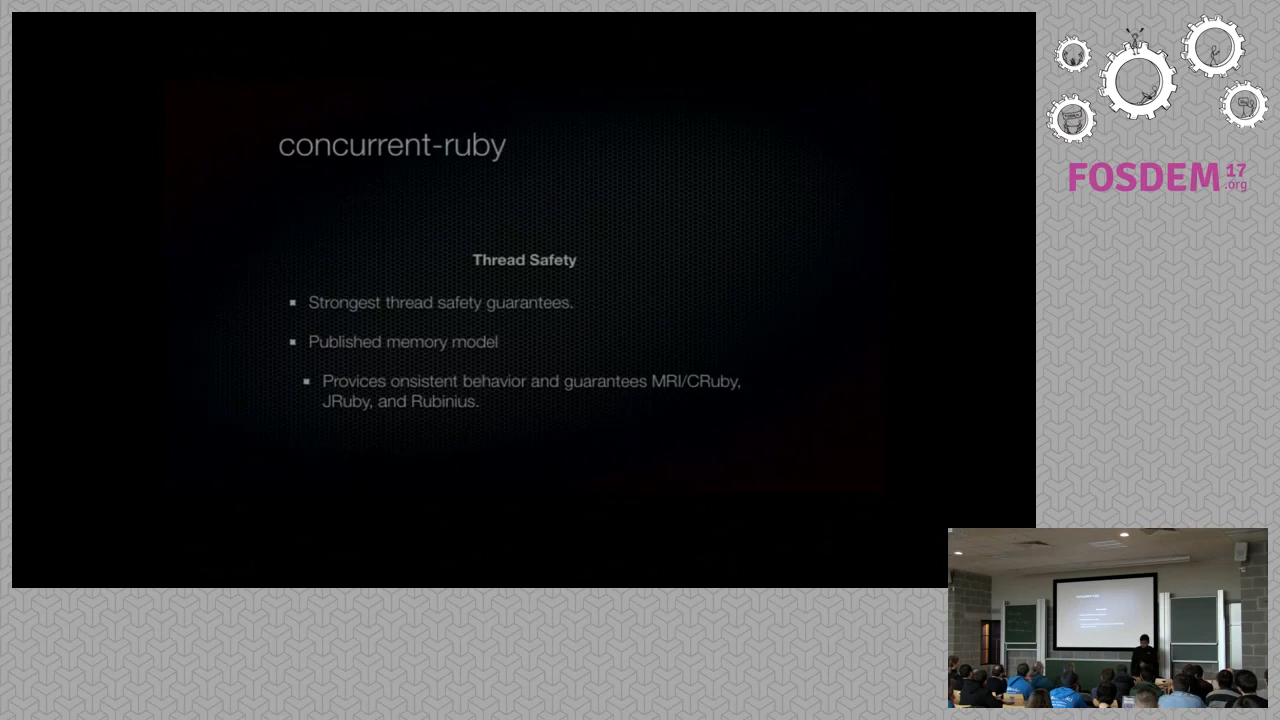 concurrent-ruby
Thread Safety
Strongest thread safety guarantees.
Published memory model
Provices onsistent behavior and guarantees MRI/CRuby,
JRuby, and Rubinius.
FOSDEM 17
.org